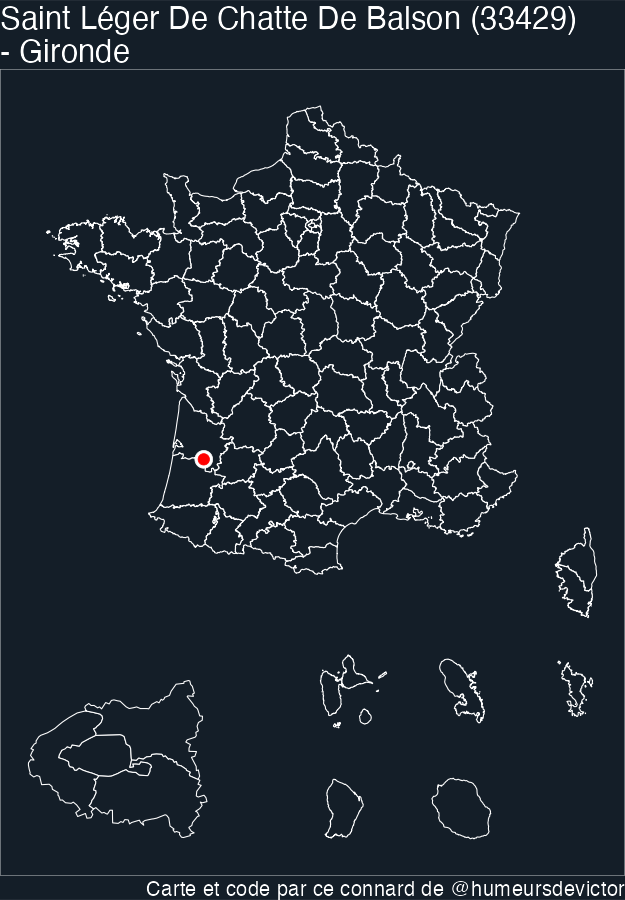 Saint Léger De Chatte De Balson (33429)
- Gironde
Carte et code par ce connard de @humeursdevictor